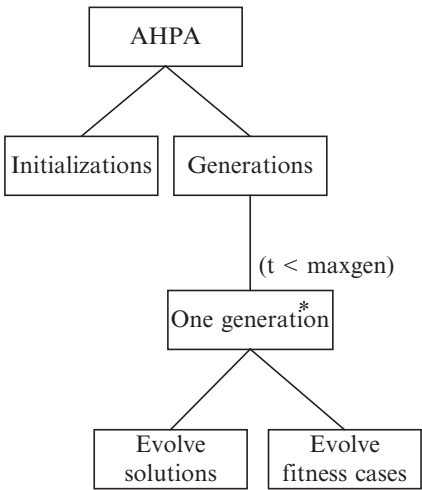 AHPA
Initializations
Generations
(t < maxgen)
*
One generation
Evolve
solutions
Evolve
fitness cases